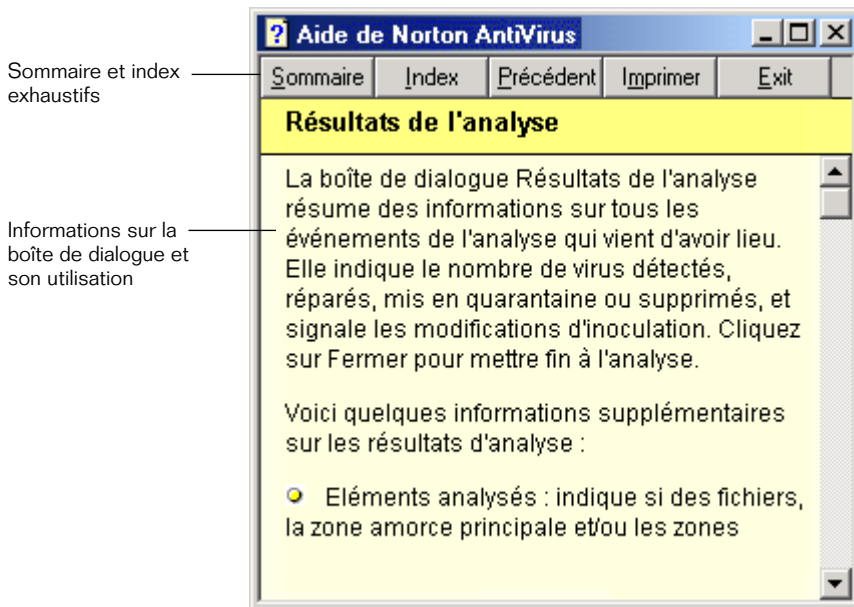 Aide de Norton AntiVirus
Sommaire Index Précédent Imprimer Exit
Sommaire et index
exhaustifs
Résultats de l'analyse
La boîte de dialogue Résultats de l'analyse
résume des informations sur tous les
événements de l'analyse qui vient d'avoir lieu.
Elle indique le nombre de virus détectés,
réparés, mis en quarantaine ou supprimés, et
signale les modifications d'inoculation. Cliquez
sur Fermer pour mettre fin à l'analyse.
Informations sur la
boîte de dialogue et
son utilisation
Voici quelques informations supplémentaires
sur les résultats d'analyse :
Eléments analysés : indique si des fichiers,
la zone amorce principale et/ou les zones